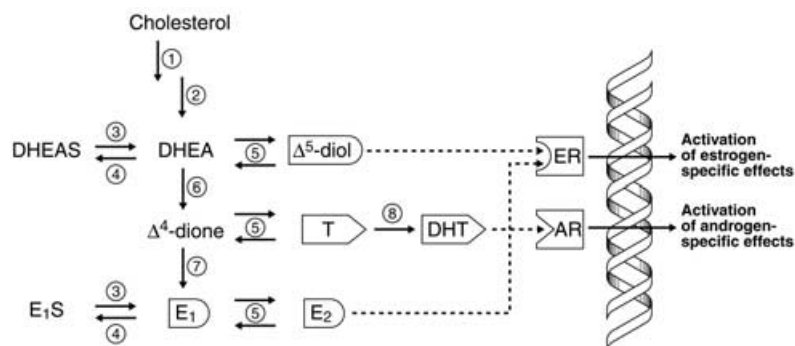 Cholesterol
①
②
DHEAS ③ ④ DHEA ⑤ Δ⁵-diol ER Activation of estrogen-specific effects
⑥
Δ⁴-dione ⑤ T ⑧ DHT AR Activation of androgen-specific effects
⑦
E₁S ③ ④ E₁ ⑤ E₂